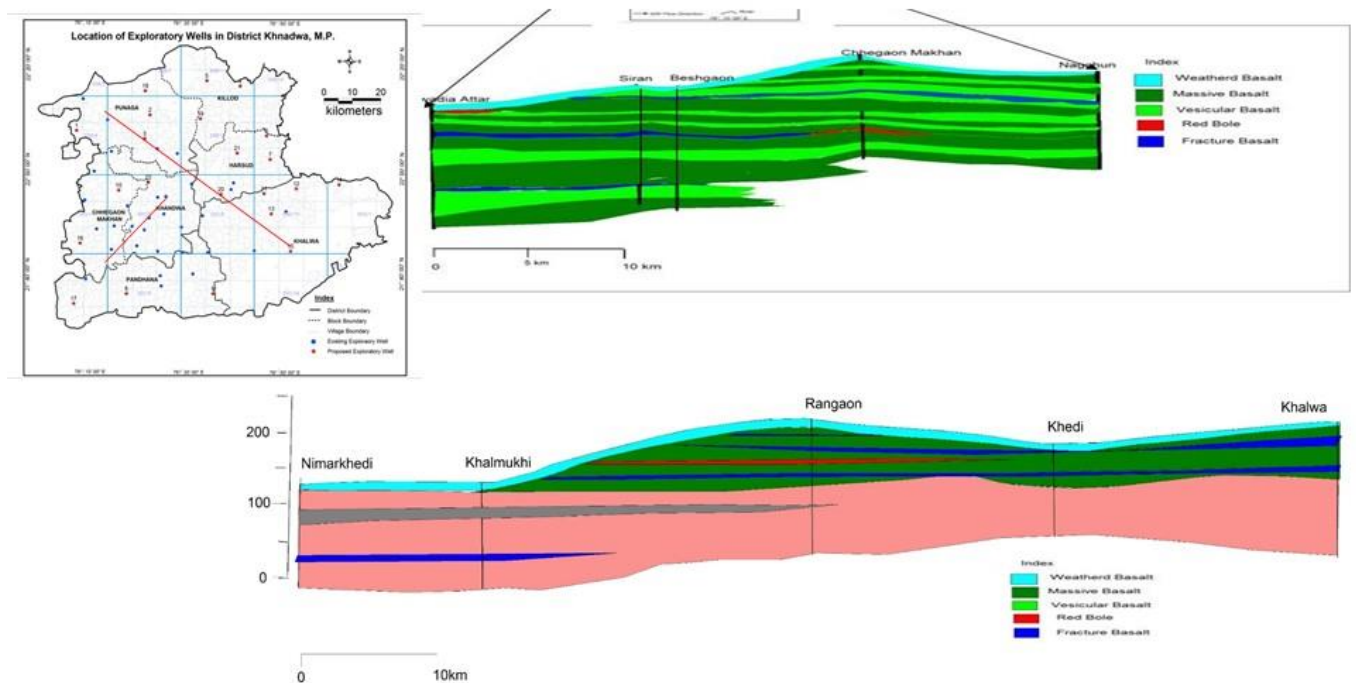 Location of Exploratory Wells in District Khnadwa, M.P.
N
0 10 20
kilometers
PUNASA
KILLOD
HARSUD
CHHEGAON
MAKHAN
KHANDWA
KHALWA
PANDHANA
Index
District Boundary
Block Boundary
Village Boundary
Existing Exploratory Well
Proposed Exploratory Well
Chhegaon Makhan
Siran
Beshgaon
Attar
Index
Weatherd Basalt
Massive Basalt
Vesicular Basalt
Red Bole
Fracture Basalt
0
5 km
10 km
200
100
0
Nimarkhedi
Khalmukhi
Rangaon
Khedi
Khalwa
Index
Weatherd Basalt
Massive Basalt
Vesicular Basalt
Red Bole
Fracture Basalt
0
10km